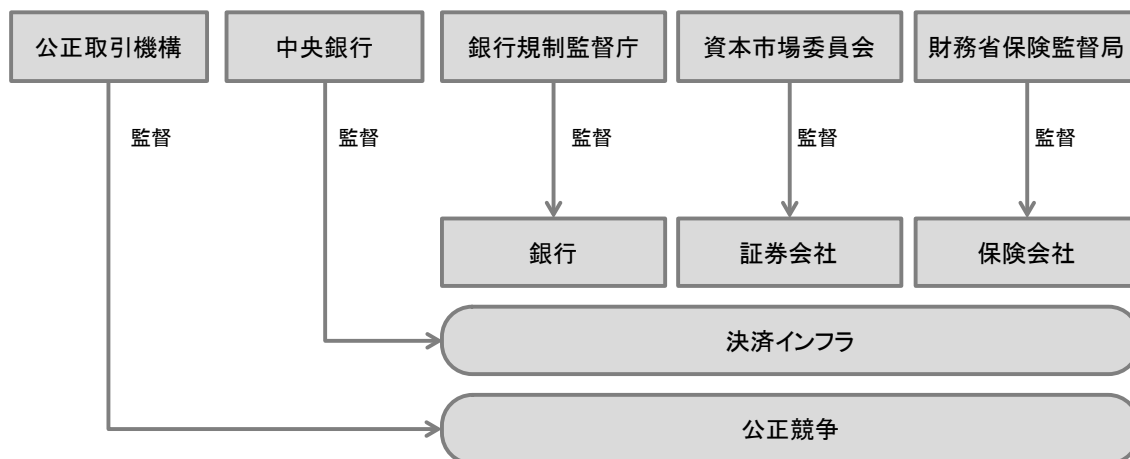 公正取引機構
中央銀行
銀行規制監督庁
資本市場委員会
財務省保険監督局
監督
監督
監督
監督
監督
銀行
証券会社
保険会社
決済インフラ
公正競争